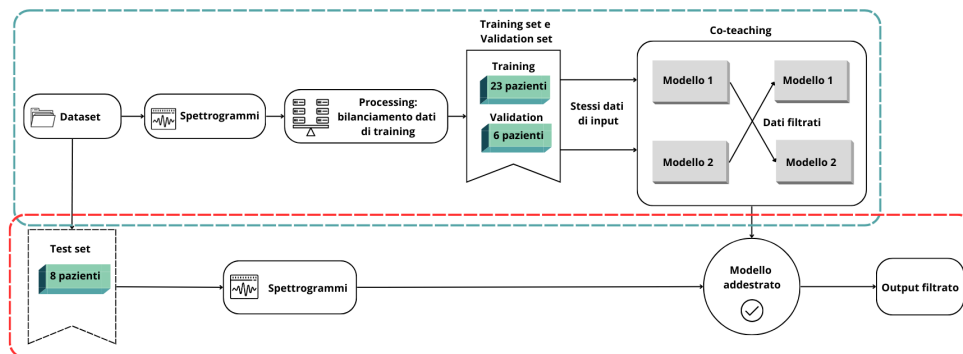 Training set e
Validation set
Co-teaching
Training
23 pazienti
Validation
6 pazienti
Dataset
Spettrogrammi
Processing:
bilanciamento dati
di training
Stessi dati
di input
Modello 1
Modello 1
Dati filtrati
Modello 2
Modello 2
Test set
8 pazienti
Spettrogrammi
Modello
addestrato
Output filtrato